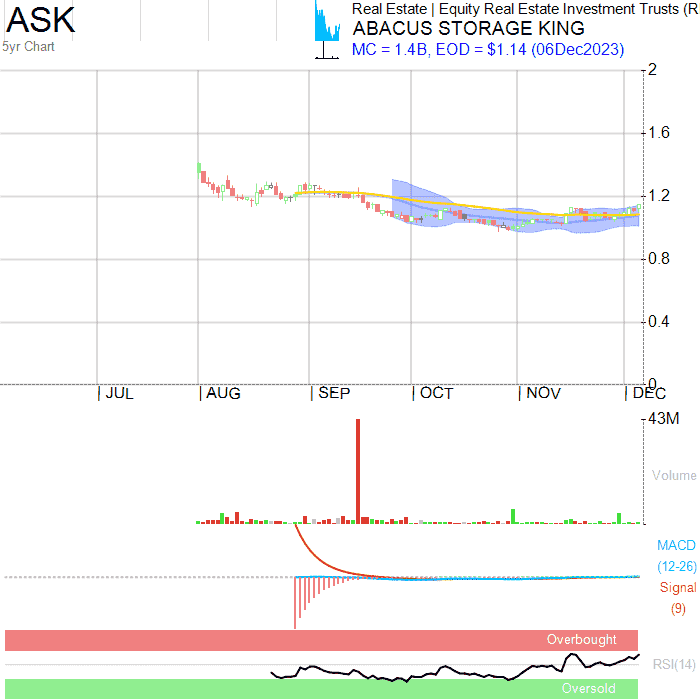 ASK
5yr Chart
Real Estate | Equity Real Estate Investment Trusts (R
ABACUS STORAGE KING
MC = 1.4B, EOD = $1.14 (06Dec2023)
2
1.6
1.2
0.8
0.4
0
JUL AUG SEP OCT NOV DEC
43M
Volume
MACD
(12-26)
Signal
(9)
Overbought
RSI(14)
Oversold